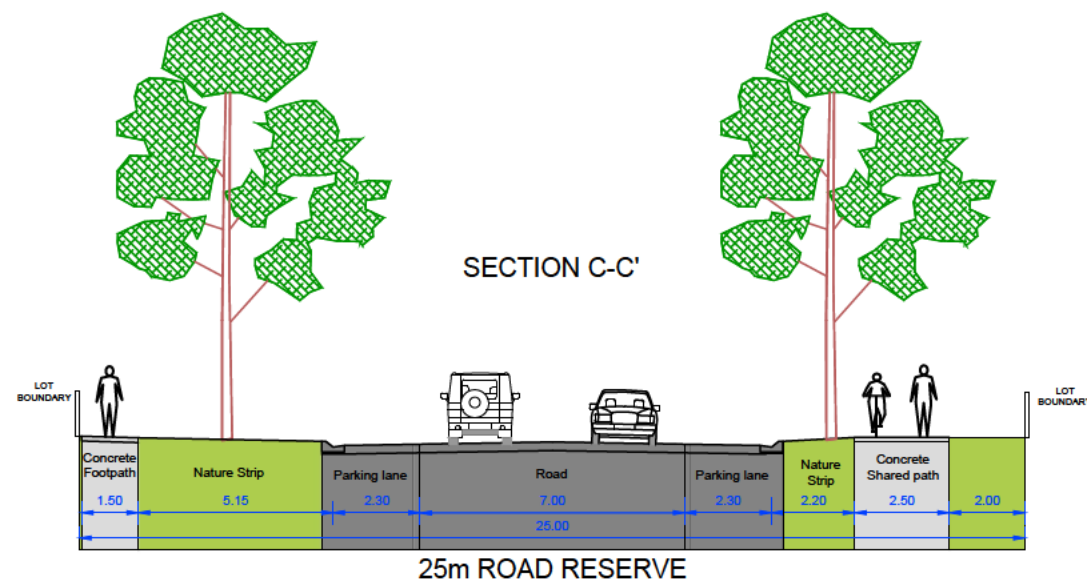 SECTION C-C'
LOT
BOUNDARY
LOT
BOUNDARY
Concrete
Footpath
Nature Strip
Parking lane
Road
Parking lane
Nature
Strip
Concrete
Shared path
1.50
5.15
2.30
7.00
2.30
2.20
2.50
2.00
25.00
25m ROAD RESERVE